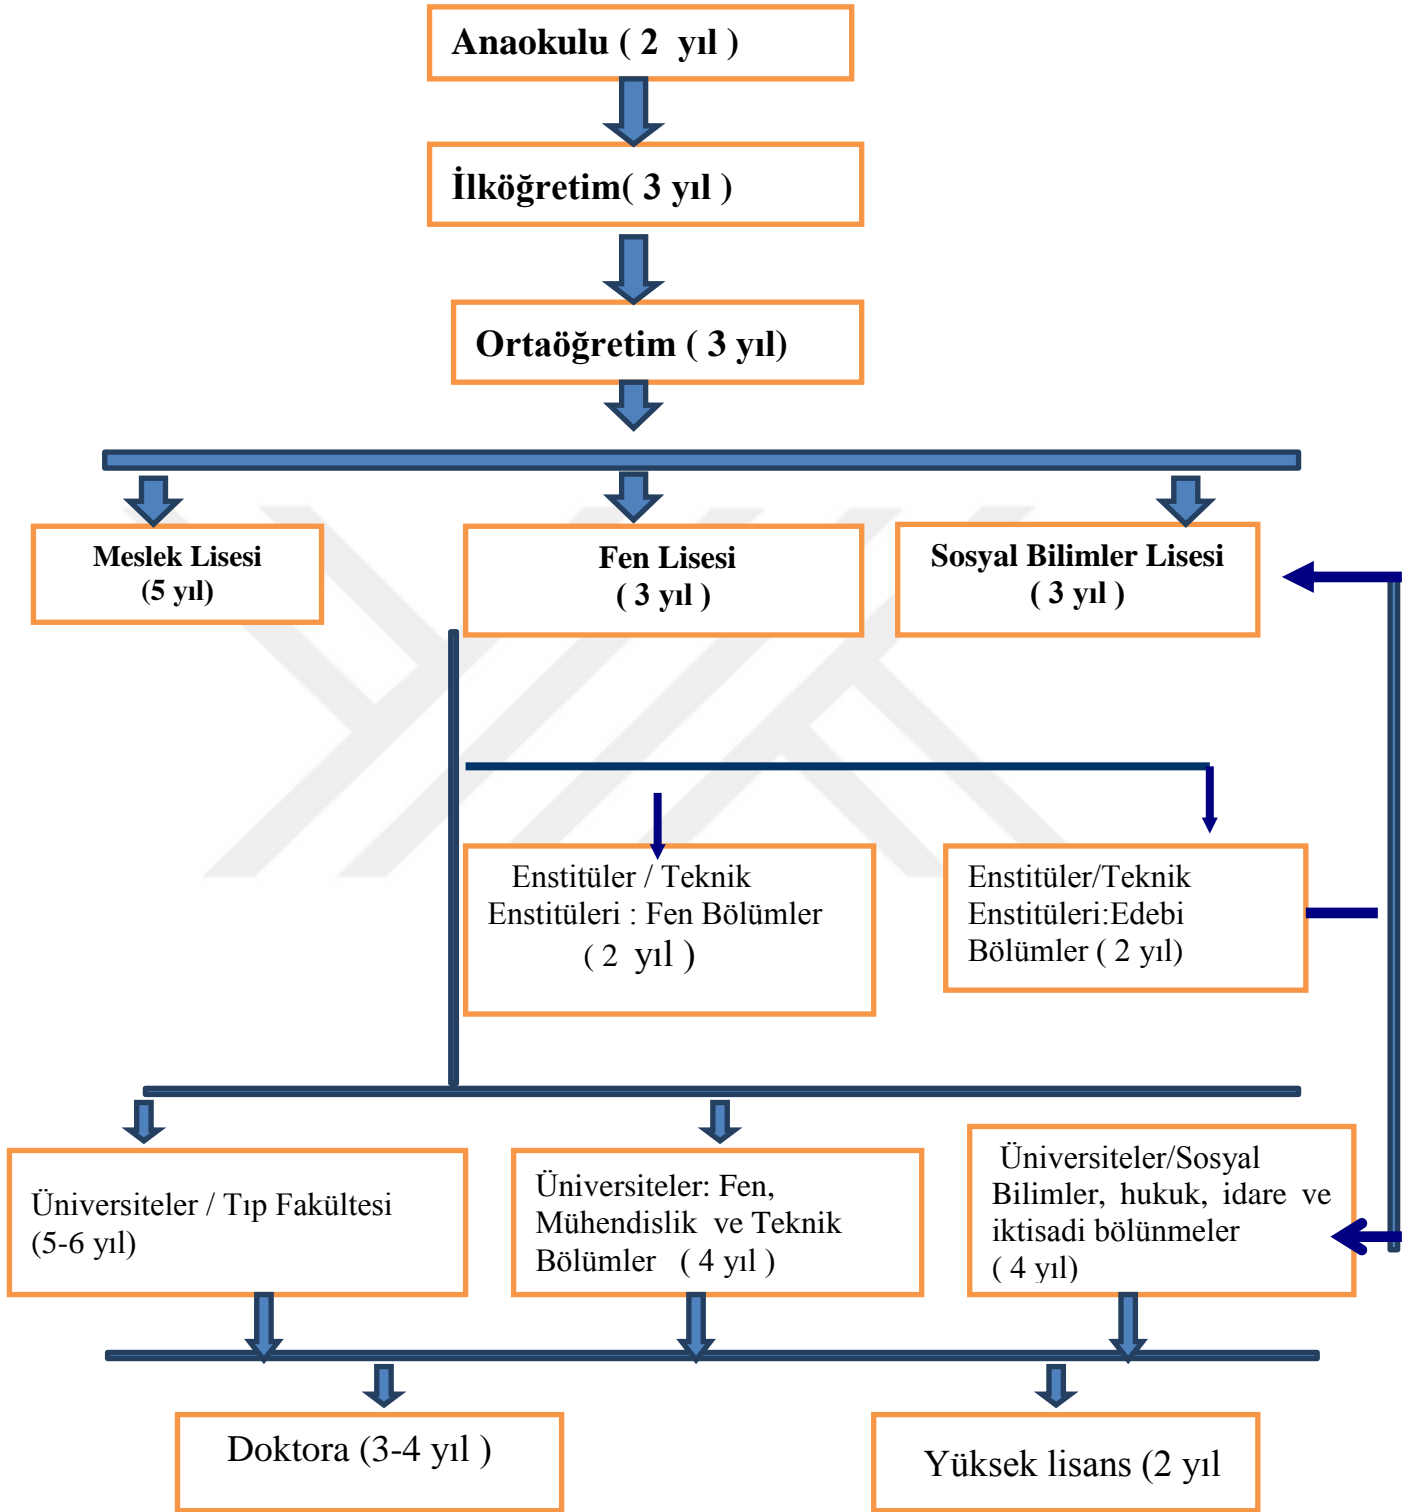 Anaokulu ( 2 yıl )
İlköğretim( 3 yıl )
Ortaöğretim ( 3 yıl)
Meslek Lisesi
(5 yıl)
Fen Lisesi
( 3 yıl )
Sosyal Bilimler Lisesi
( 3 yıl )
Enstitüler / Teknik
Enstitüleri : Fen Bölümler
( 2 yıl )
Enstitüler/Teknik
Enstitüleri:Edebi
Bölümler ( 2 yıl)
Üniversiteler / Tıp Fakültesi
(5-6 yıl)
Üniversiteler: Fen,
Mühendislik ve Teknik
Bölümler ( 4 yıl )
Üniversiteler/Sosyal
Bilimler, hukuk, idare ve
iktisadi bölünmeler
( 4 yıl)
Doktora (3-4 yıl )
Yüksek lisans (2 yıl